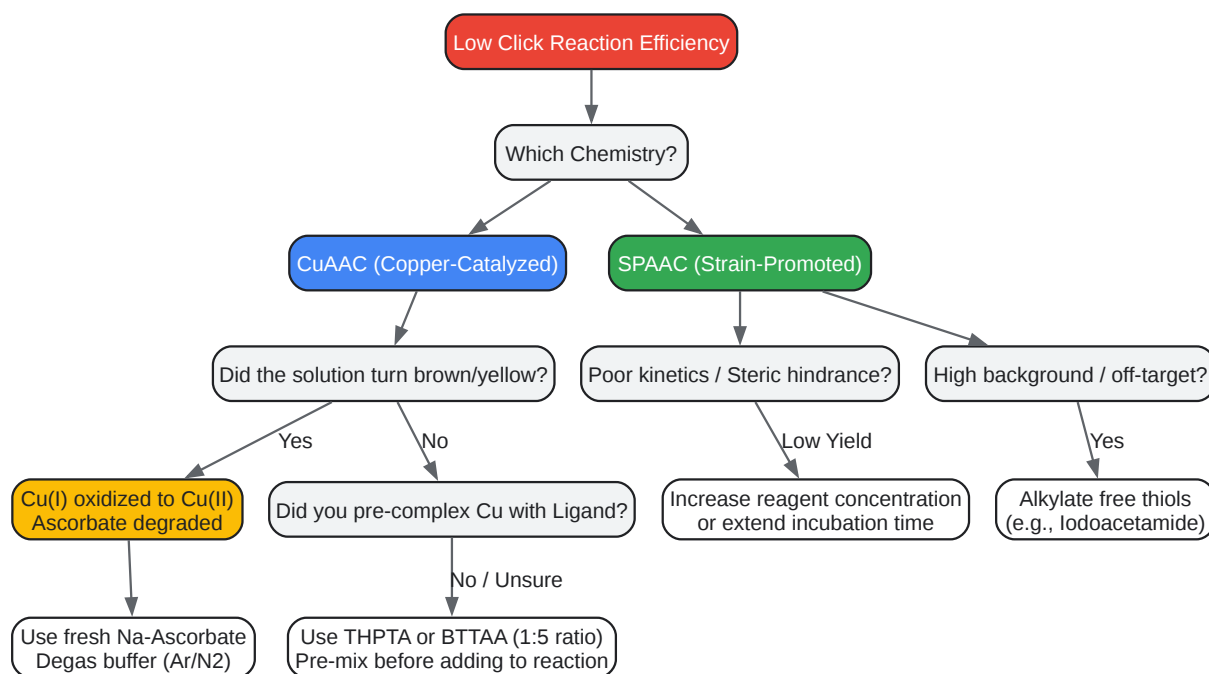 Low Click Reaction Efficiency
Which Chemistry?
CuAAC (Copper-Catalyzed)
SPAAC (Strain-Promoted)
Did the solution turn brown/yellow?
Poor kinetics / Steric hindrance?
High background / off-target?
Yes
No
Low Yield
Yes
Cu(I) oxidized to Cu(II)
Ascorbate degraded
Did you pre-complex Cu with Ligand?
Increase reagent concentration
or extend incubation time
Alkylate free thiols
(e.g., Iodoacetamide)
No / Unsure
Use fresh Na-Ascorbate
Degas buffer (Ar/N2)
Use THPTA or BTTAA (1:5 ratio)
Pre-mix before adding to reaction